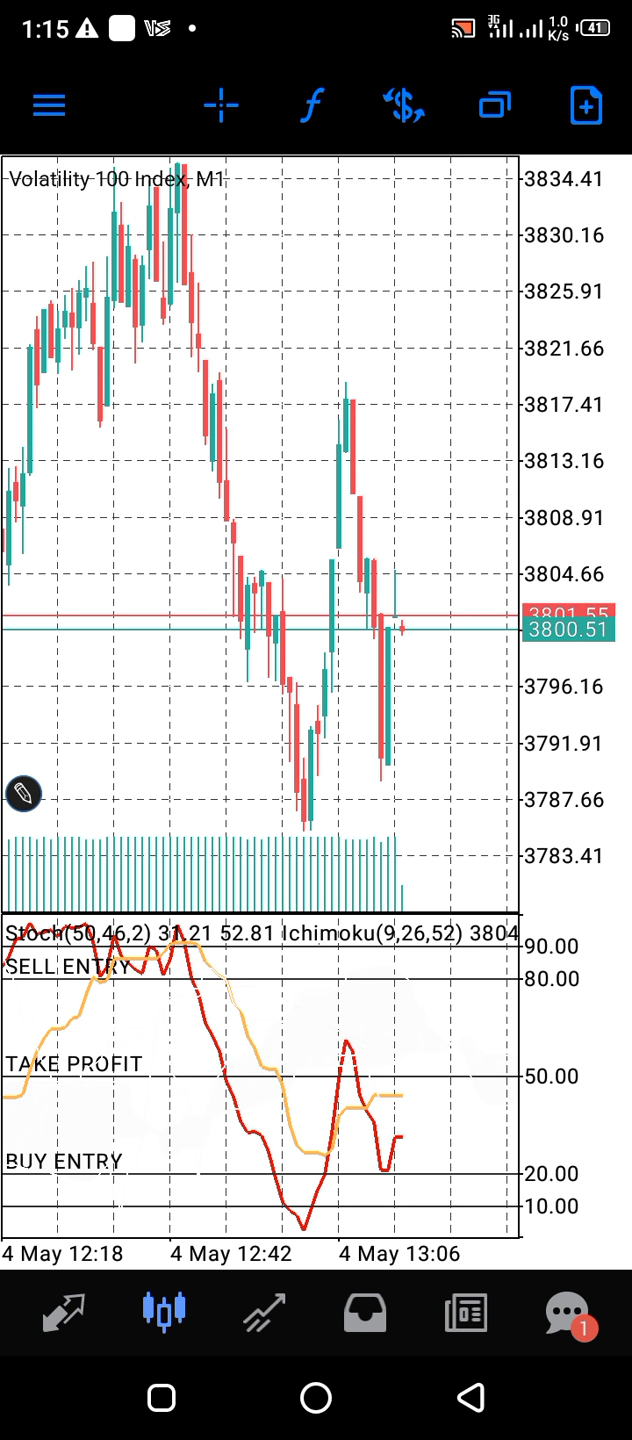 1:15 VS 3G 1.0 K/s 41
Volatility 100 Index, M1
3834.41
3830.16
3825.91
3821.66
3817.41
3813.16
3808.91
3804.66
3801.55
3800.51
3796.16
3791.91
3787.66
3783.41
Stoch(50,46,2) 31.21 52.81 Ichimoku(9,26,52) 3804
90.00
SELL ENTRY
80.00
TAKE PROFIT
50.00
BUY ENTRY
20.00
10.00
4 May 12:18 4 May 12:42 4 May 13:06
1